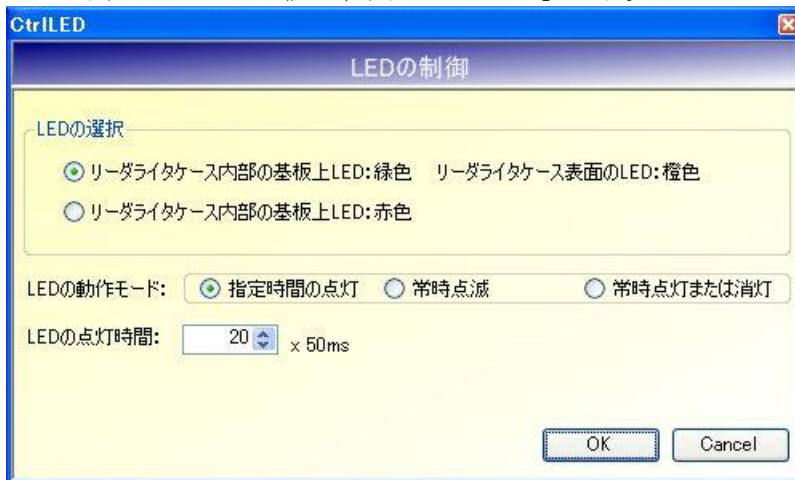 CtrlLED
LEDの制御
LEDの選択
リーダライタケース内部の基板上LED:緑色 リーダライタケース表面のLED:橙色
リーダライタケース内部の基板上LED:赤色
LEDの動作モード: 指定時間の点灯 常時点滅 常時点灯または消灯
LEDの点灯時間: 20 x 50ms
OK Cancel